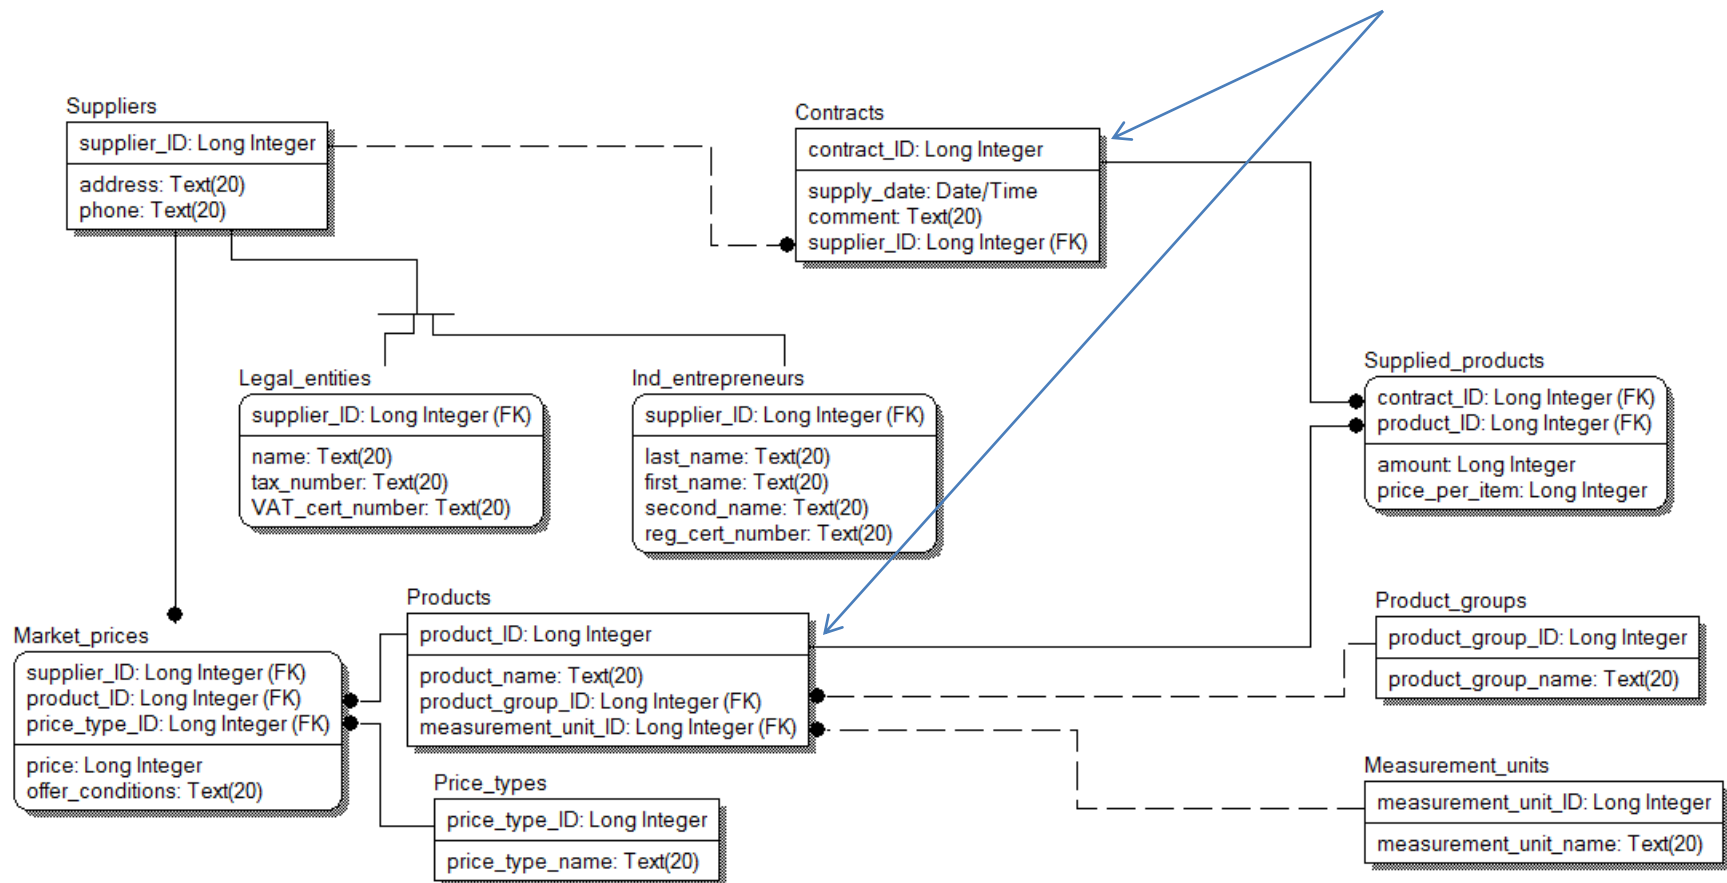 Suppliers
supplier_ID: Long Integer
address: Text(20)
phone: Text(20)
Contracts
contract_ID: Long Integer
supply_date: Date/Time
comment: Text(20)
supplier_ID: Long Integer (FK)
Legal_entities
supplier_ID: Long Integer (FK)
name: Text(20)
tax_number: Text(20)
VAT_cert_number: Text(20)
Ind_entrepreneurs
supplier_ID: Long Integer (FK)
last_name: Text(20)
first_name: Text(20)
second_name: Text(20)
reg_cert_number: Text(20)
Supplied_products
contract_ID: Long Integer (FK)
product_ID: Long Integer (FK)
amount: Long Integer
price_per_item: Long Integer
Market_prices
supplier_ID: Long Integer (FK)
product_ID: Long Integer (FK)
price_type_ID: Long Integer (FK)
price: Long Integer
offer_conditions: Text(20)
Products
product_ID: Long Integer
product_name: Text(20)
product_group_ID: Long Integer (FK)
measurement_unit_ID: Long Integer (FK)
Product_groups
product_group_ID: Long Integer
product_group_name: Text(20)
Price_types
price_type_ID: Long Integer
price_type_name: Text(20)
Measurement_units
measurement_unit_ID: Long Integer
measurement_unit_name: Text(20)